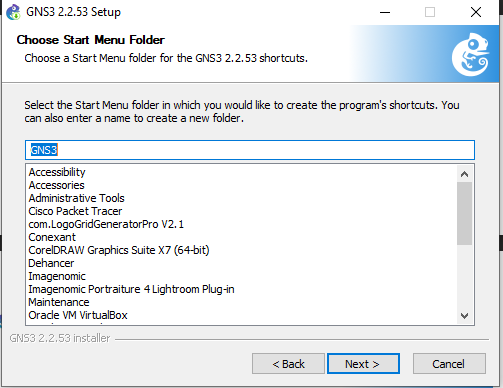 GNS3 2.2.53 Setup
Choose Start Menu Folder
Choose a Start Menu folder for the GNS3 2.2.53 shortcuts.
Select the Start Menu folder in which you would like to create the program's shortcuts. You
can also enter a name to create a new folder.
GNS3
Accessibility
Accessories
Administrative Tools
Cisco Packet Tracer
com.LogoGridGeneratorPro V2.1
Conexant
CorelDRAW Graphics Suite X7 (64-bit)
Dehancer
Imagenomic
Imagenomic Portraiture 4 Lightroom Plug-in
Maintenance
Oracle VM VirtualBox
GNS3 2.2.53 installer
< Back
Next >
Cancel